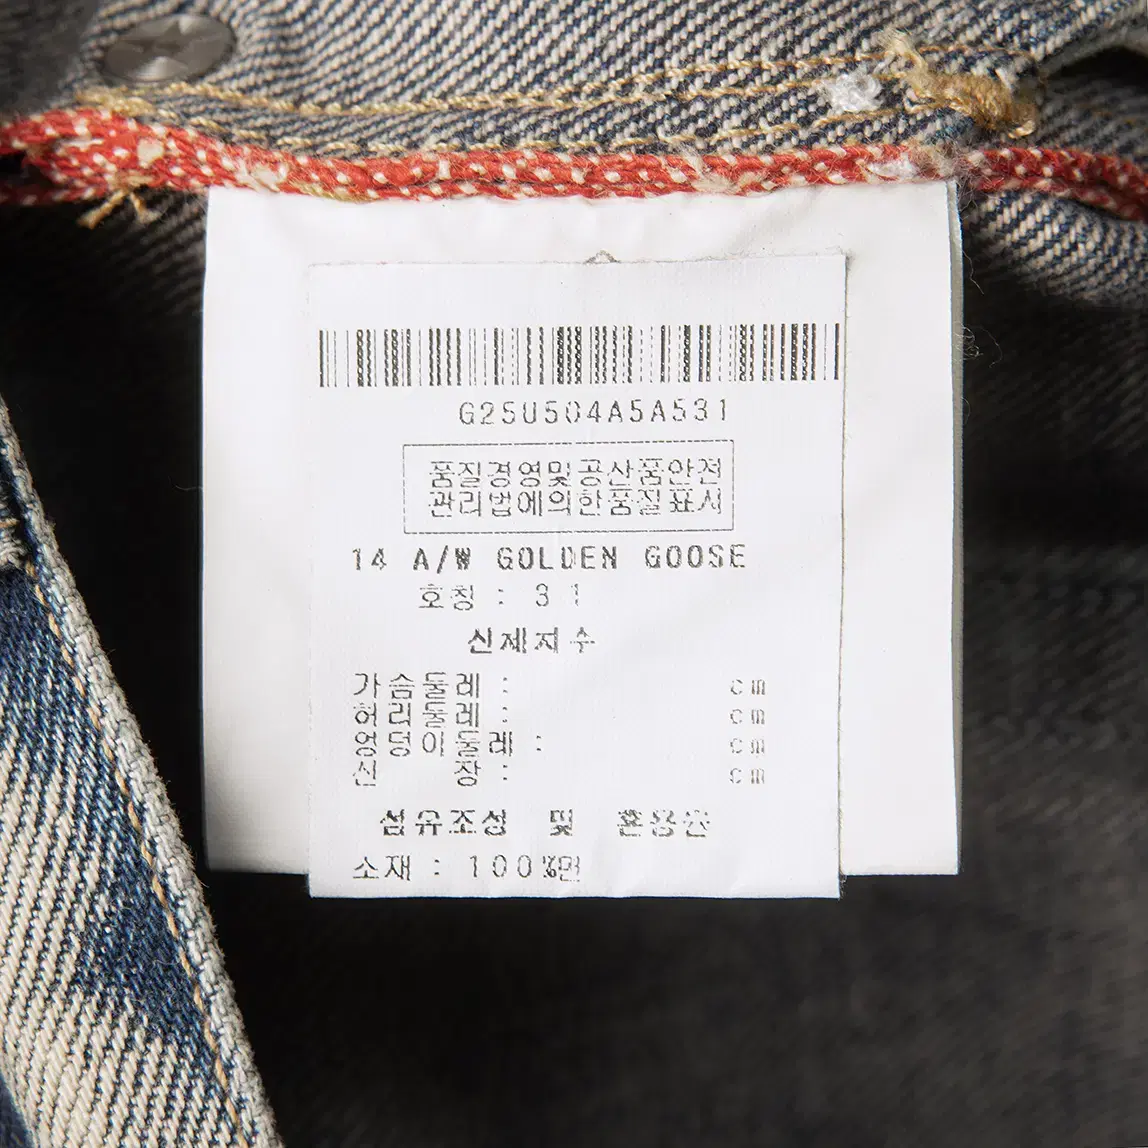 G25U504A5A531
품질경영및공산품안전
관리법에의한품질표시
14 A/W GOLDEN GOOSE
호칭 : 31
신체치수
가슴둘레 : cm
허리둘레 : cm
엉덩이둘레 : cm
신 장 : cm
섬유조성 및 혼용율
소재 : 100%면